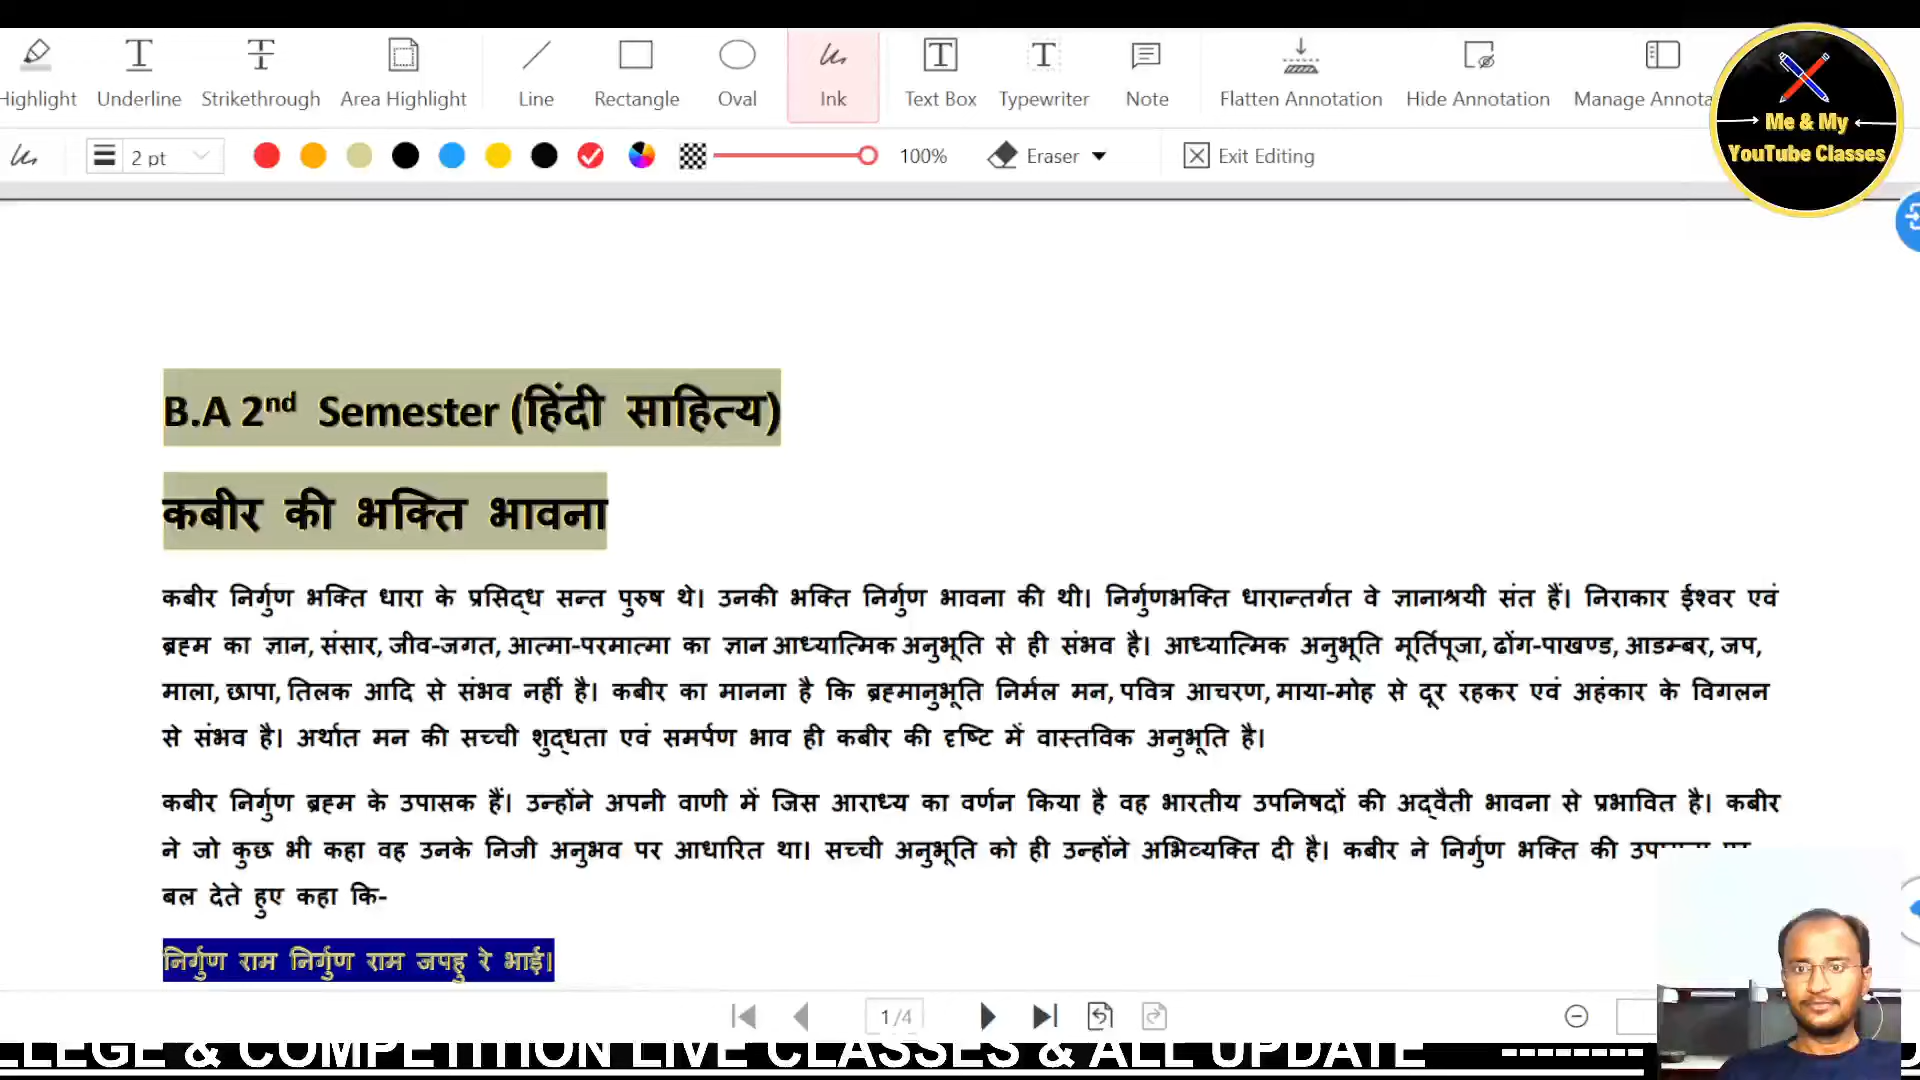 Highlight Underline Strikethrough Area Highlight Line Rectangle Oval Ink Text Box Typewriter Note Flatten Annotation Hide Annotation Manage Annota
Me & My
YouTube Classes
2 pt 100% Eraser Exit Editing
B.A 2nd Semester (हिंदी साहित्य)
कबीर की भक्ति भावना
कबीर निर्गुण भक्ति धारा के प्रसिद्ध सन्त पुरुष थे। उनकी भक्ति निर्गुण भावना की थी। निर्गुणभक्ति धारान्तर्गत वे ज्ञानाश्रयी संत हैं। निराकार ईश्वर एवं
ब्रह्म का ज्ञान, संसार, जीव-जगत, आत्मा-परमात्मा का ज्ञान आध्यात्मिक अनुभूति से ही संभव है। आध्यात्मिक अनुभूति मूर्तिपूजा, ढोंग-पाखण्ड, आडम्बर, जप,
माला, छापा, तिलक आदि से संभव नहीं है। कबीर का मानना है कि ब्रह्मानुभूति निर्मल मन, पवित्र आचरण, माया-मोह से दूर रहकर एवं अहंकार के विगलन
से संभव है। अर्थात मन की सच्ची शुद्धता एवं समर्पण भाव ही कबीर की दृष्टि में वास्तविक अनुभूति है।
कबीर निर्गुण ब्रह्म के उपासक हैं। उन्होंने अपनी वाणी में जिस आराध्य का वर्णन किया है वह भारतीय उपनिषदों की अद्वैती भावना से प्रभावित है। कबीर
ने जो कुछ भी कहा वह उनके निजी अनुभव पर आधारित था। सच्ची अनुभूति को ही उन्होंने अभिव्यक्ति दी है। कबीर ने निर्गुण भक्ति की
बल देते हुए कहा कि-
निर्गुण राम निर्गुण राम जपहु रे भाई।
1/4
LLEGE & COMPETITION LIVE CLASSES & ALL UPDATE --------